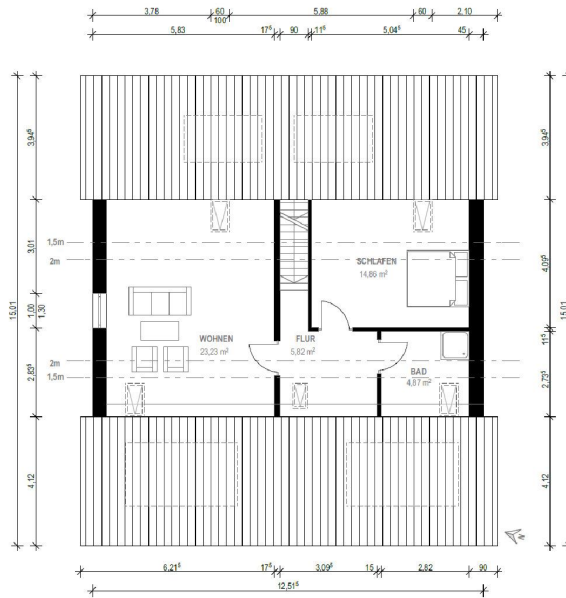 3,78 60 5,88 60 2,10
100
5,83 17⁵ 90 11⁵ 5,04⁵ 45
3,94⁵ 3,94⁵
3,01 4,09⁵
1,5m
2m
SCHLAFEN
14,86 m²
15,01 1,00 1,30 15,01
WOHNEN FLUR
23,23 m² 5,82 m²
11⁵
2m
1,5m
BAD
4,87 m²
2,83⁵ 2,73⁵
4,12 4,12
N
6,21⁵ 17⁵ 3,09⁵ 15 2,82 90
12,51⁵